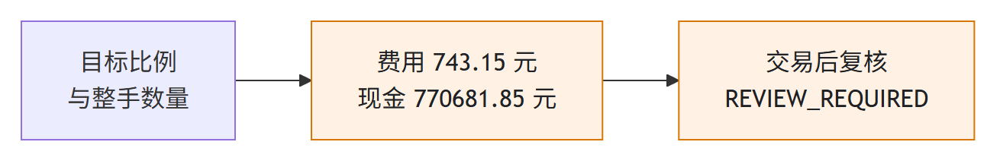 目标比例
与整手数量
费用 743.15 元
现金 770681.85 元
交易后复核
REVIEW_REQUIRED